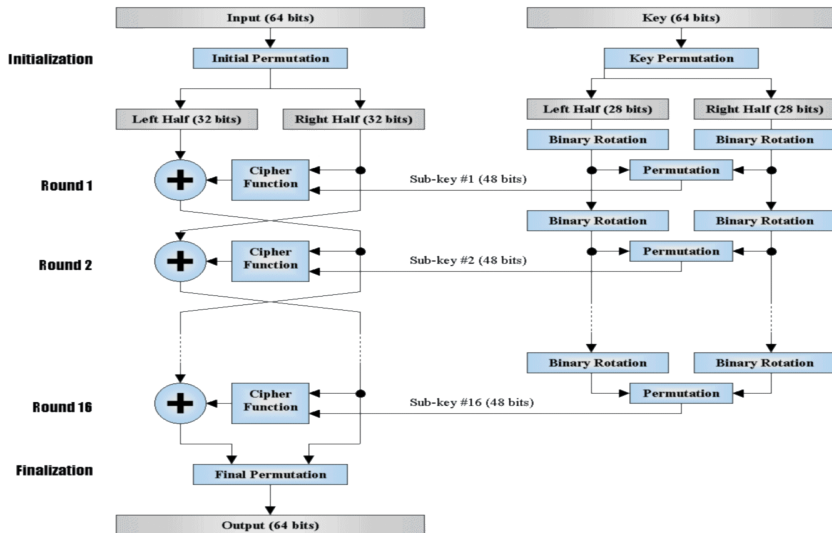 Input (64 bits)
Key (64 bits)
Initialization
Initial Permutation
Key Permutation
Left Half (32 bits)
Right Half (32 bits)
Left Half (28 bits)
Right Half (28 bits)
Binary Rotation
Binary Rotation
Round 1
Cipher
Function
Sub-key #1 (48 bits)
Permutation
Binary Rotation
Binary Rotation
Round 2
Cipher
Function
Sub-key #2 (48 bits)
Permutation
Binary Rotation
Binary Rotation
Round 16
Cipher
Function
Sub-key #16 (48 bits)
Permutation
Finalization
Final Permutation
Output (64 bits)